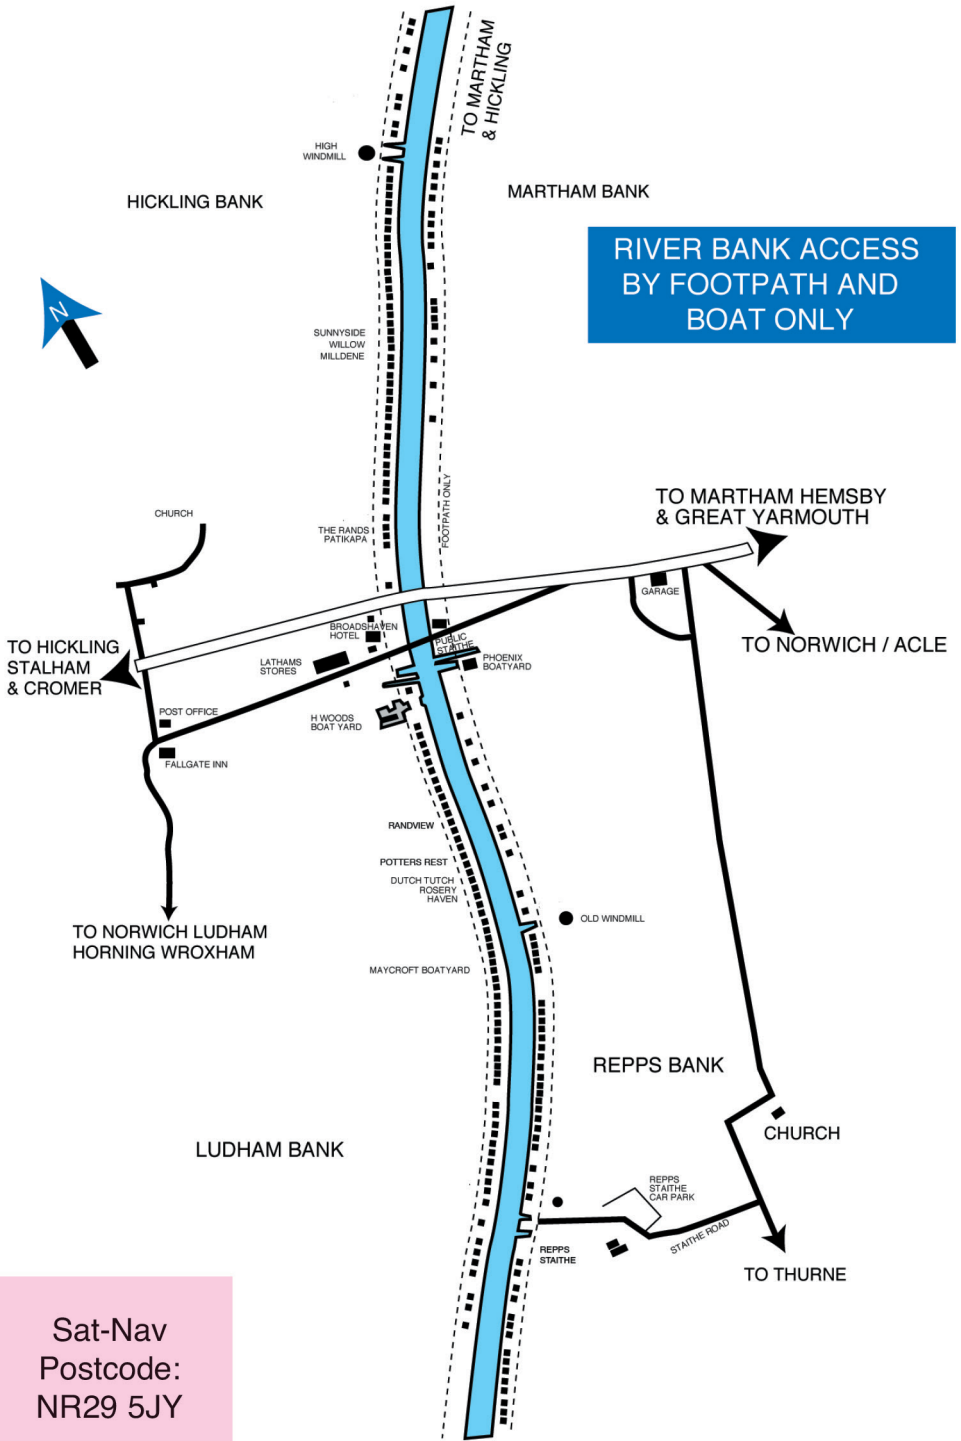 TO MARTHAM
& HICKLING
HIGH
WINDMILL
HICKLING BANK
MARTHAM BANK
RIVER BANK ACCESS
BY FOOTPATH AND
BOAT ONLY
N
SUNNYSIDE
WILLOW
MILLDENE
FOOTPATH ONLY
TO MARTHAM HEMSBY
& GREAT YARMOUTH
CHURCH
THE RANDS
PATIKAPA
GARAGE
BROADSHAVEN
HOTEL
PUBLIC
STAITHE
TO HICKLING
STALHAM
& CROMER
TO NORWICH / ACLE
LATHAMS
STORES
PHOENIX
BOATYARD
POST OFFICE
H WOODS
BOAT YARD
FALLGATE INN
RANDVIEW
POTTERS REST
DUTCH TUTCH
ROSERY
HAVEN
OLD WINDMILL
TO NORWICH LUDHAM
HORNING WROXHAM
MAYCROFT BOATYARD
REPPS BANK
CHURCH
LUDHAM BANK
REPPS
STAITHE
CAR PARK
STAITHE ROAD
REPPS
STAITHE
TO THURNE
Sat-Nav
Postcode:
NR29 5JY